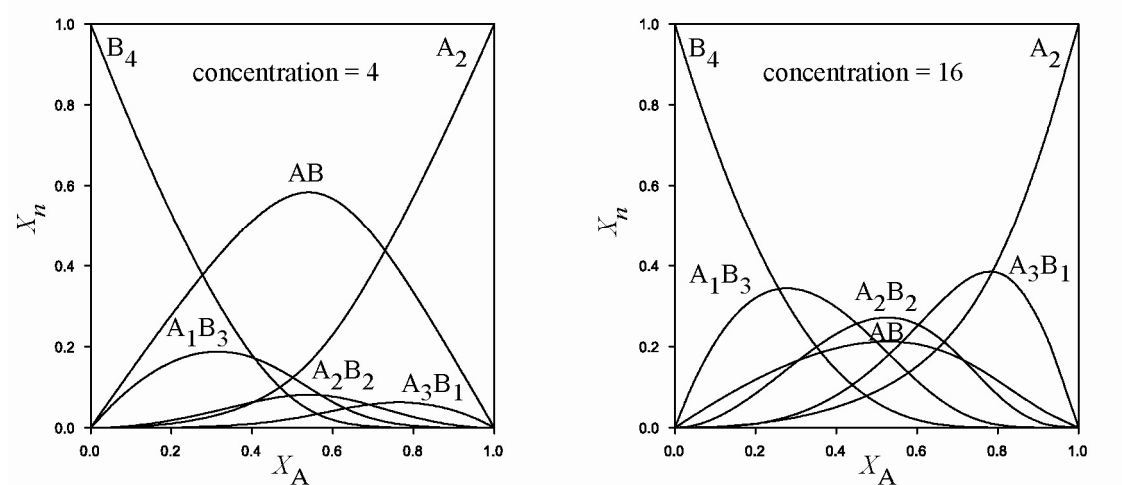 1.0
B4
A2
concentration = 4
0.8
0.6
AB
Xn
0.4
A1B3
0.2
A2B2
A3B1
0.0
0.0 0.2 0.4 0.6 0.8 1.0
XA
1.0
B4
A2
concentration = 16
0.8
0.6
Xn
0.4
A1B3
A2B2
A3B1
AB
0.2
0.0
0.0 0.2 0.4 0.6 0.8 1.0
XA